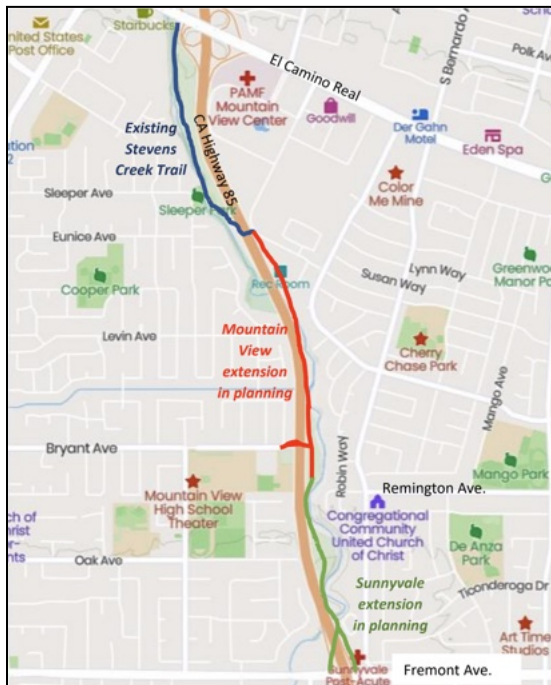 Starbucks
United States
Post Office
El Camino Real
S Bernardo A
Polk Av
PAMF
Mountain
View Center
Goodwill
Der Gahn
Motel
Eden Spa
Existing
Stevens
Creek Trail
CA Highway 85
Color
Me Mine
Sleeper Ave
Sleeper Park
Eunice Ave
Rec Room
Lynn Way
Susan Way
Greenwood
Manor Pa
Cooper Park
Levin Ave
Mountain
View
extension
in planning
Cherry
Chase Park
Mango Ave
Bryant Ave
Robin Way
Mango Park
Mountain View
High School
Theater
Remington Ave.
Congregational
Community
United Church
of Christ
De Anza
Park
Oak Ave
Ticonderoga Dr
Sunnyvale
extension
in planning
Art Time
Studios
Sunnyvale
Post-Acute
Fremont Ave.